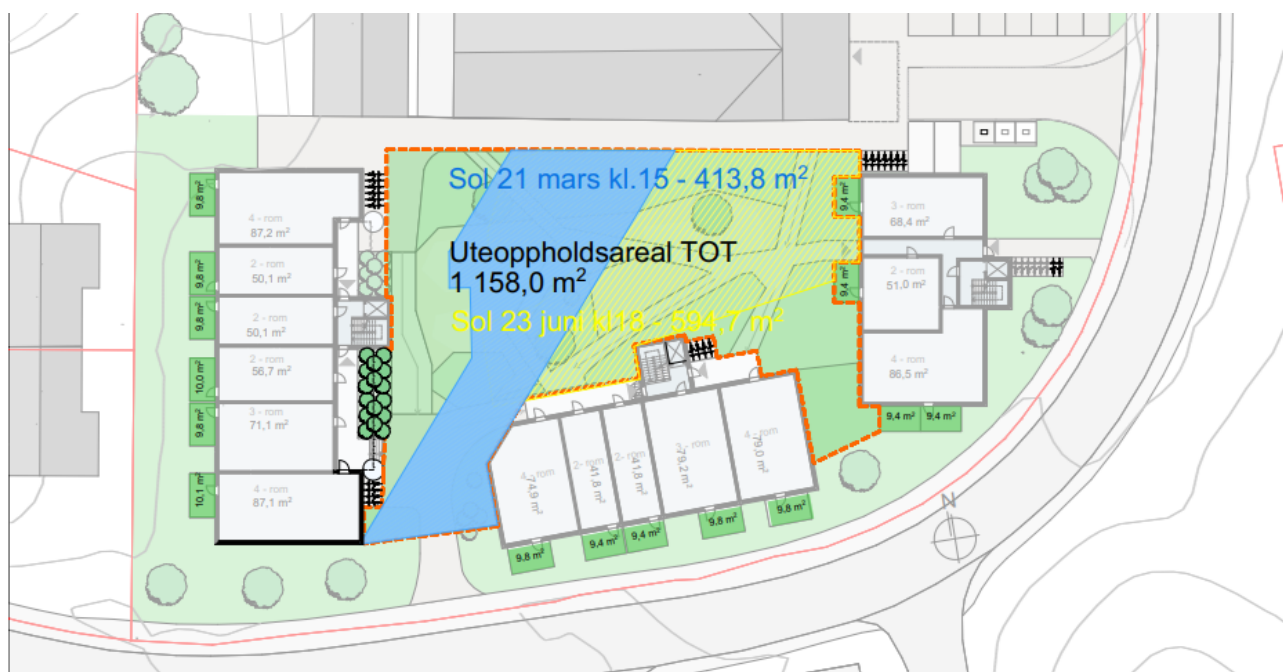 Sol 21 mars kl.15 - 413,8 m²
Uteoppholdsareal TOT
1 158,0 m²
Sol 23 juni kl18 - 594,7 m²
9,8 m²
4 - rom
87,2 m²
9,8 m²
2 - rom
50,1 m²
9,8 m²
2 - rom
50,1 m²
10,0 m²
2 - rom
56,7 m²
9,8 m²
3 - rom
71,1 m²
10,1 m²
4 - rom
87,1 m²
9,4 m²
3 - rom
68,4 m²
9,4 m²
2 - rom
51,0 m²
4 - rom
86,5 m²
9,4 m²
9,4 m²
4 - rom
74,9 m²
2 - rom
41,8 m²
2 - rom
41,8 m²
- rom
79,2 m²
4 - rom
79,0 m²
9,8 m²
9,4 m²
9,4 m²
9,8 m²
9,8 m²
N